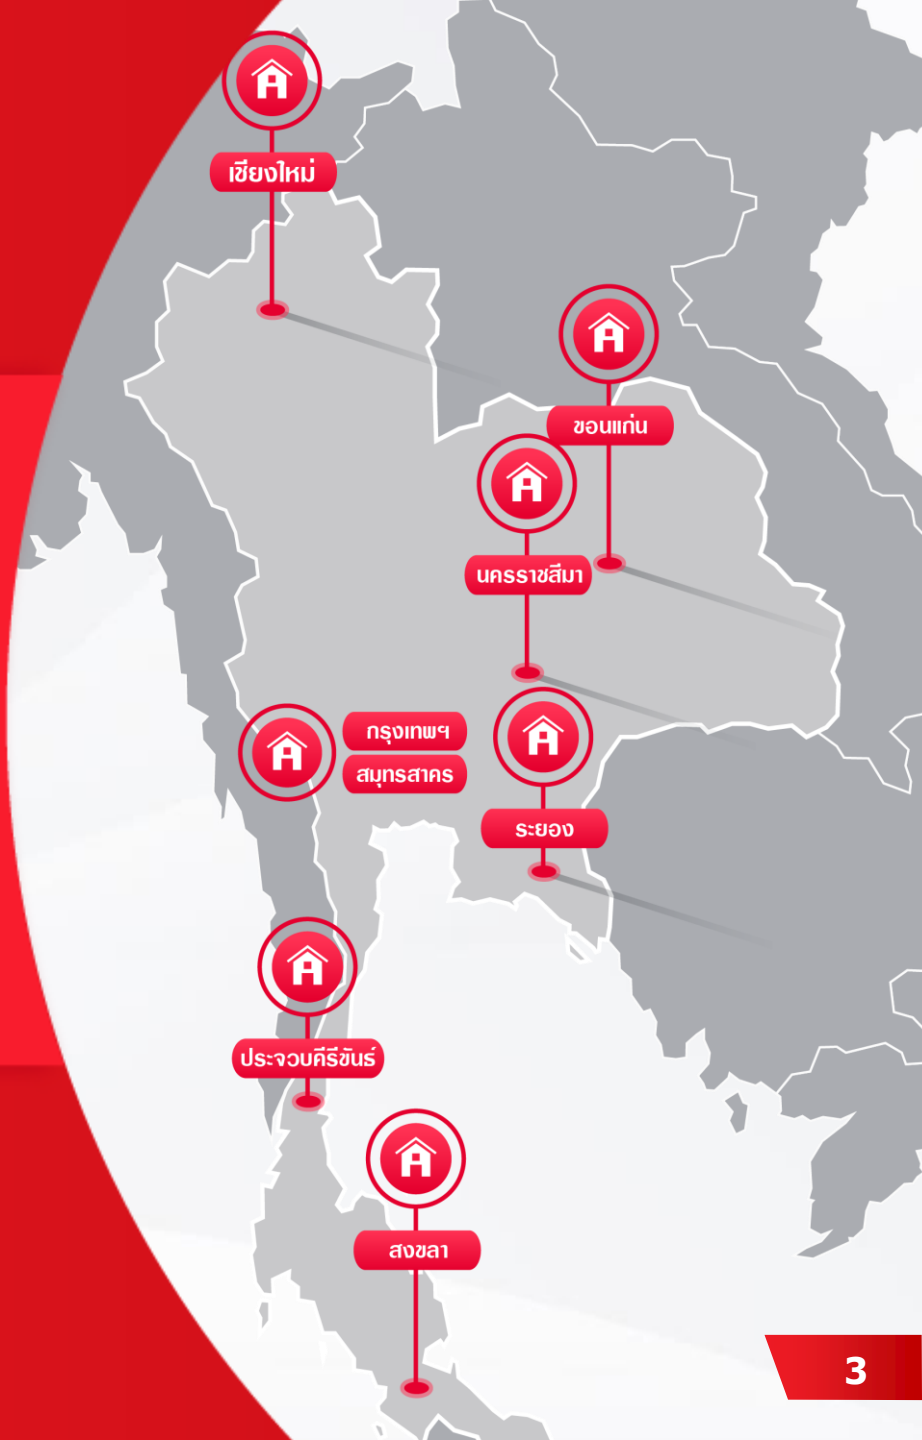 เชียงใหม่
ขอนแก่น
นครราชสีมา
กรุงเทพฯ
สมุทรสาคร
ระยอง
ประจวบคีรีขันธ์
สงขลา
3